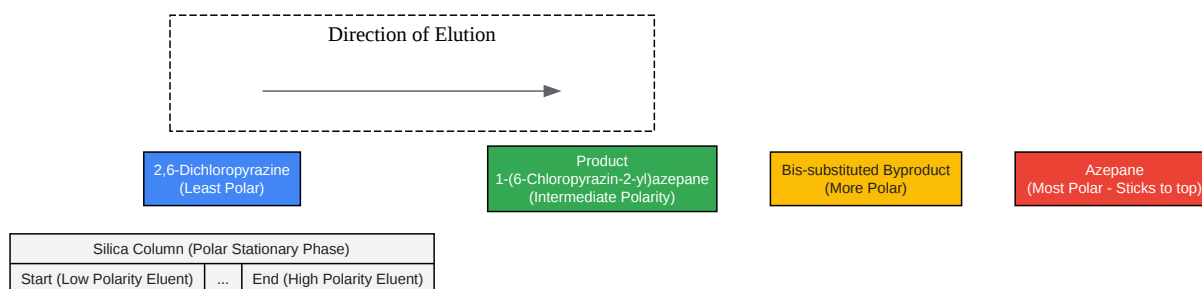 Direction of Elution
2,6-Dichloropyrazine
(Least Polar)
Product
1-(6-Chloropyrazin-2-yl)azepane
(Intermediate Polarity)
Bis-substituted Byproduct
(More Polar)
Azepane
(Most Polar - Sticks to top)
Silica Column (Polar Stationary Phase)
Start (Low Polarity Eluent) ... End (High Polarity Eluent)